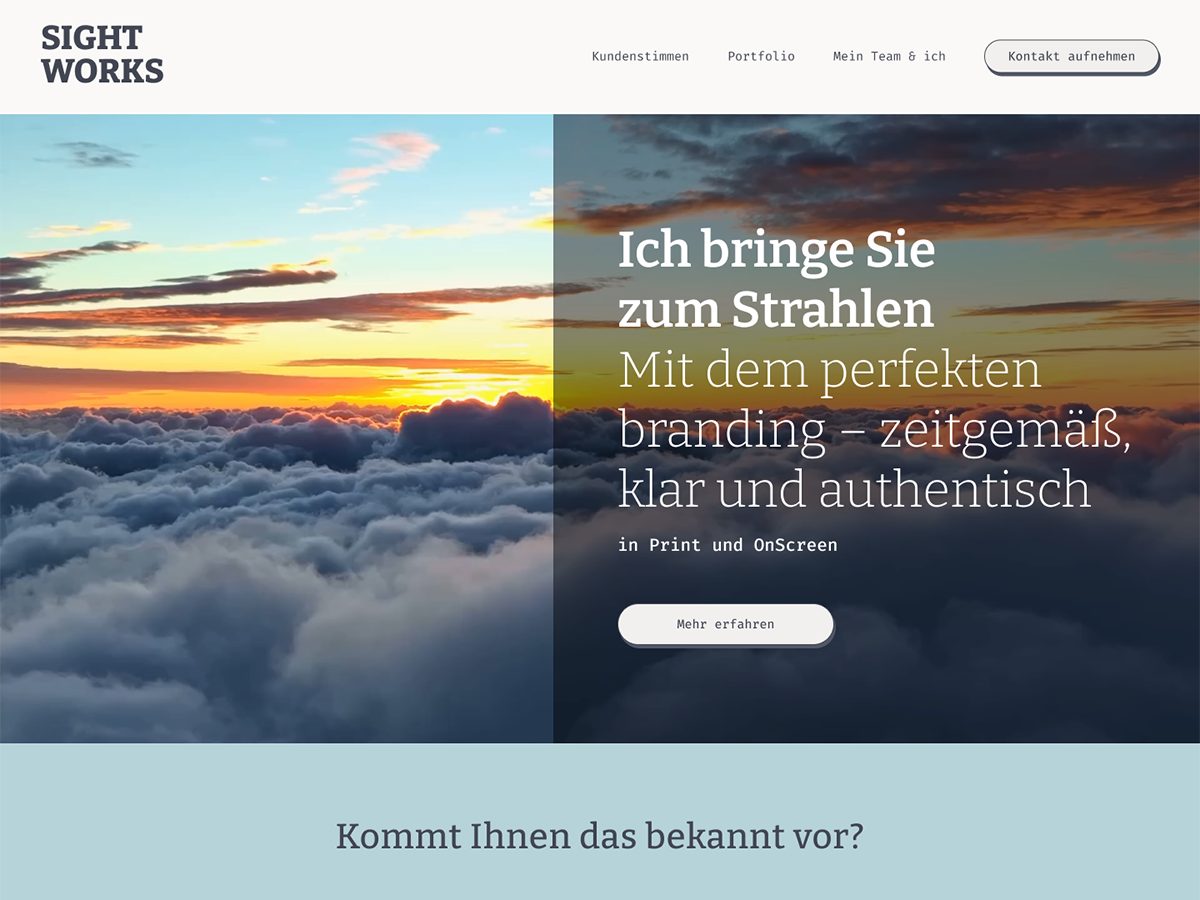 SIGHT
WORKS
Kundenstimmen
Portfolio
Mein Team & ich
Kontakt aufnehmen
Ich bringe Sie
zum Strahlen
Mit dem perfekten
branding – zeitgemäß,
klar und authentisch
in Print und OnScreen
Mehr erfahren
Kommt Ihnen das bekannt vor?